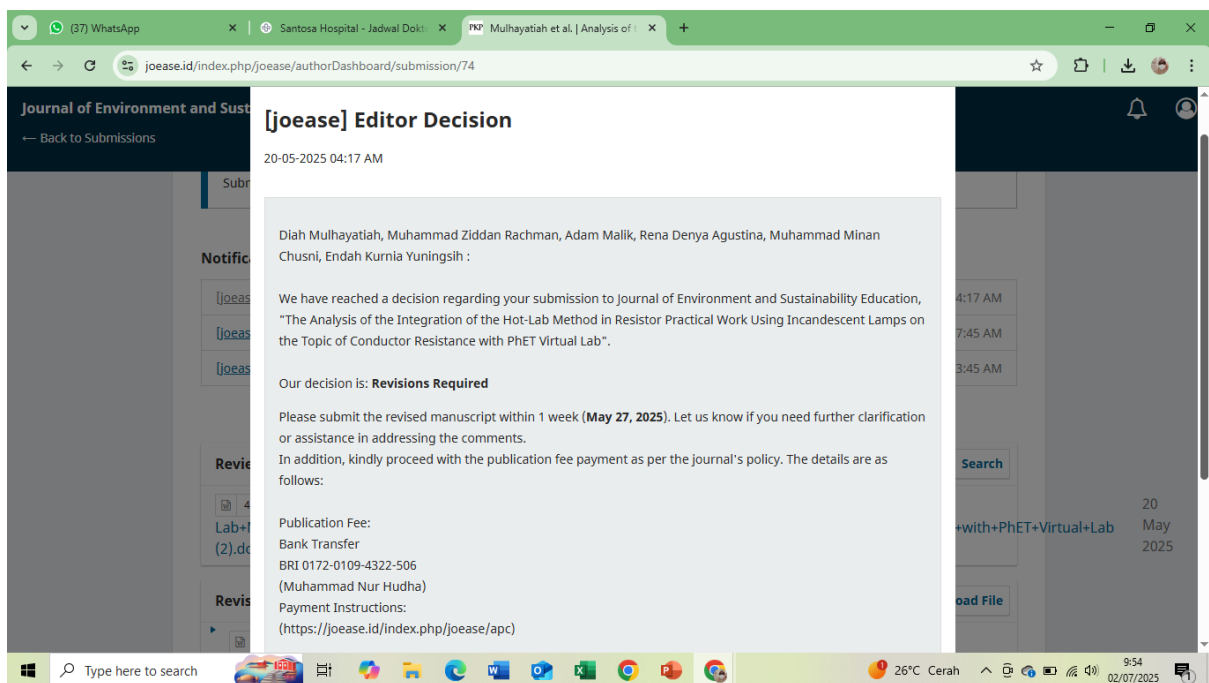 (37) WhatsApp
Santosa Hospital - Jadwal Dokt
PKP Mulhayatiah et al. | Analysis of t
joease.id/index.php/joease/authorDashboard/submission/74
Journal of Environment and Sust
← Back to Submissions
[joease] Editor Decision
20-05-2025 04:17 AM
Subr
Diah Mulhayatiah, Muhammad Ziddan Rachman, Adam Malik, Rena Denya Agustina, Muhammad Minan
Chusni, Endah Kurnia Yuningsih :
Notific
We have reached a decision regarding your submission to Journal of Environment and Sustainability Education,
[joeas
4:17 AM
"The Analysis of the Integration of the Hot-Lab Method in Resistor Practical Work Using Incandescent Lamps on
[joeas
7:45 AM
the Topic of Conductor Resistance with PhET Virtual Lab".
[joeas
3:45 AM
Our decision is: Revisions Required
Please submit the revised manuscript within 1 week (May 27, 2025). Let us know if you need further clarification
or assistance in addressing the comments.
In addition, kindly proceed with the publication fee payment as per the journal's policy. The details are as
follows:
Revie
Search
4
Lab+
(2).do
+with+PhET+Virtual+Lab
20
May
2025
Publication Fee:
Bank Transfer
BRI 0172-0109-4322-506
(Muhammad Nur Hudha)
Payment Instructions:
(https://joease.id/index.php/joease/apc)
Revis
oad File
Type here to search
26°C Cerah
9:54
02/07/2025
1